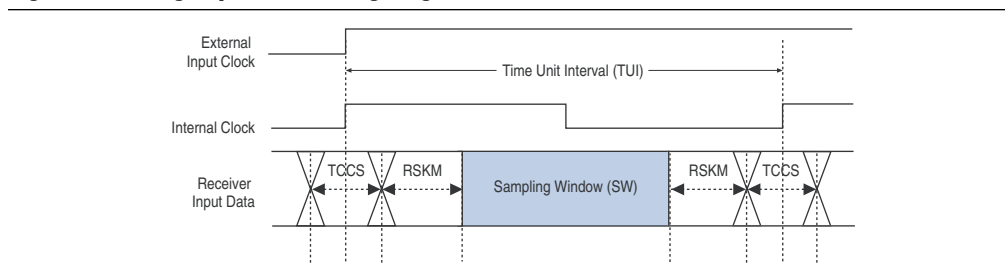 External
Input Clock
Time Unit Interval (TUI)
Internal Clock
TCCS
RSKM
RSKM
TCCS
Receiver
Input Data
Sampling Window (SW)